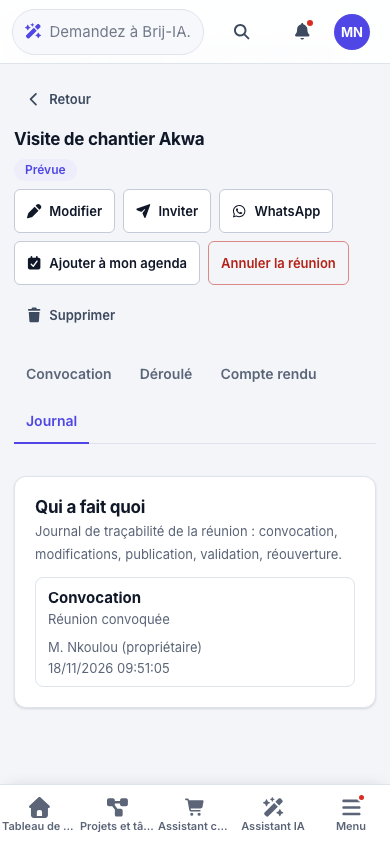 Demandez à Brij-IA.
MN
Retour
Visite de chantier Akwa
Prévue
Modifier
Inviter
WhatsApp
Ajouter à mon agenda
Annuler la réunion
Supprimer
Convocation
Déroulé
Compte rendu
Journal
Qui a fait quoi
Journal de traçabilité de la réunion : convocation,
modifications, publication, validation, réouverture.
Convocation
Réunion convoquée
M. Nkoulou (propriétaire)
18/11/2026 09:51:05
Tableau de ...
Projets et tâ...
Assistant c...
Assistant IA
Menu